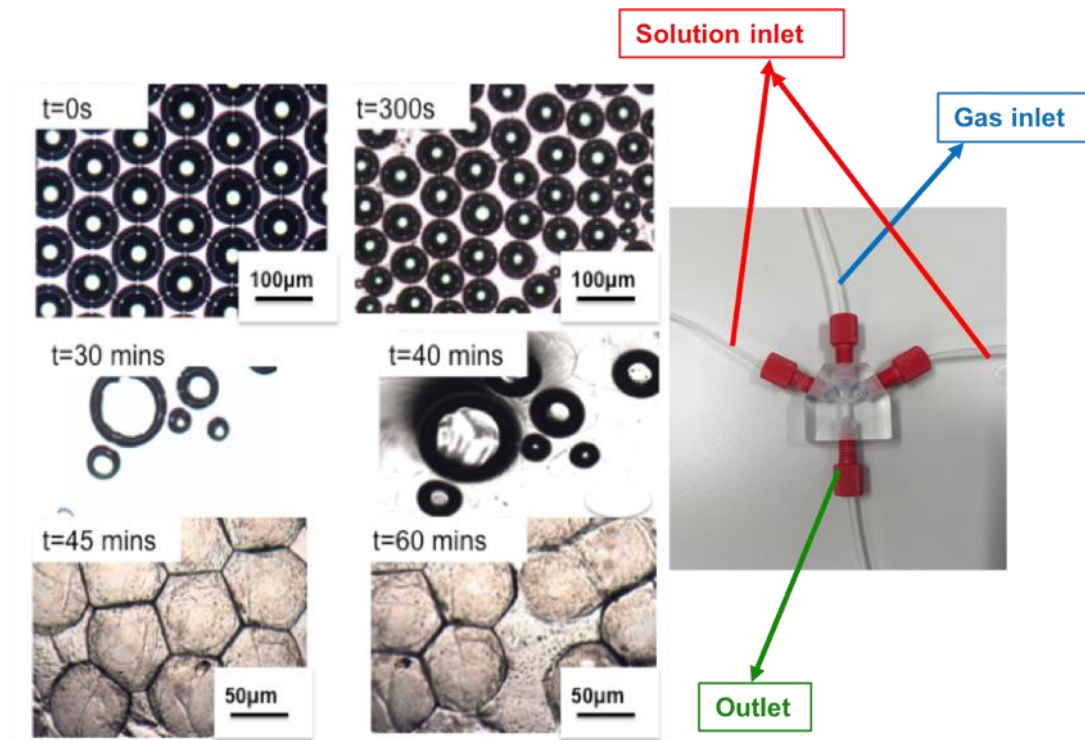 Solution inlet
Gas inlet
t=0s
t=300s
100µm
100µm
t=30 mins
t=40 mins
t=45 mins
t=60 mins
50µm
50µm
Outlet